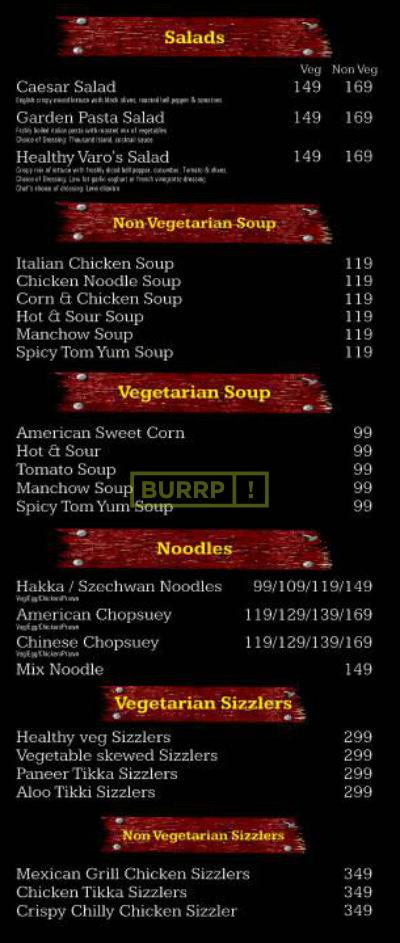 Salads
Veg Non Veg
Caesar Salad 149 169
English crispy mixed lettuce with black olives, roasted bell pepper &
Garden Pasta Salad 149 169
Freshly boiled italian pasta with roasted mix of vegetables
Choice of Dressing: Thousand island, cocktail sauce
Healthy Varo's Salad 149 169
Crispy mix of lettuce with freshly diced bell pepper, cucumber, Tomato & olives.
Choice of Dressing: Low fat garlic yoghurt or french vinegrette dressing.
Chef's choice of dressing: Lime cilantro
Non Vegetarian Soup
Italian Chicken Soup 119
Chicken Noodle Soup 119
Corn & Chicken Soup 119
Hot & Sour Soup 119
Manchow Soup 119
Spicy Tom Yum Soup 119
Vegetarian Soup
American Sweet Corn 99
Hot & Sour 99
Tomato Soup 99
Manchow Soup 99
BURRP !
Spicy Tom Yum Soup 99
Noodles
Hakka / Szechwan Noodles 99/109/119/149
Veg/Egg/Chicken/Prawn
American Chopsuey 119/129/139/169
Veg/Egg/Chicken/Prawn
Chinese Chopsuey 119/129/139/169
Veg/Egg/Chicken/Prawn
Mix Noodle 149
Vegetarian Sizzlers
Healthy veg Sizzlers 299
Vegetable skewed Sizzlers 299
Paneer Tikka Sizzlers 299
Aloo Tikki Sizzlers 299
Non Vegetarian Sizzlers
Mexican Grill Chicken Sizzlers 349
Chicken Tikka Sizzlers 349
Crispy Chilly Chicken Sizzler 349